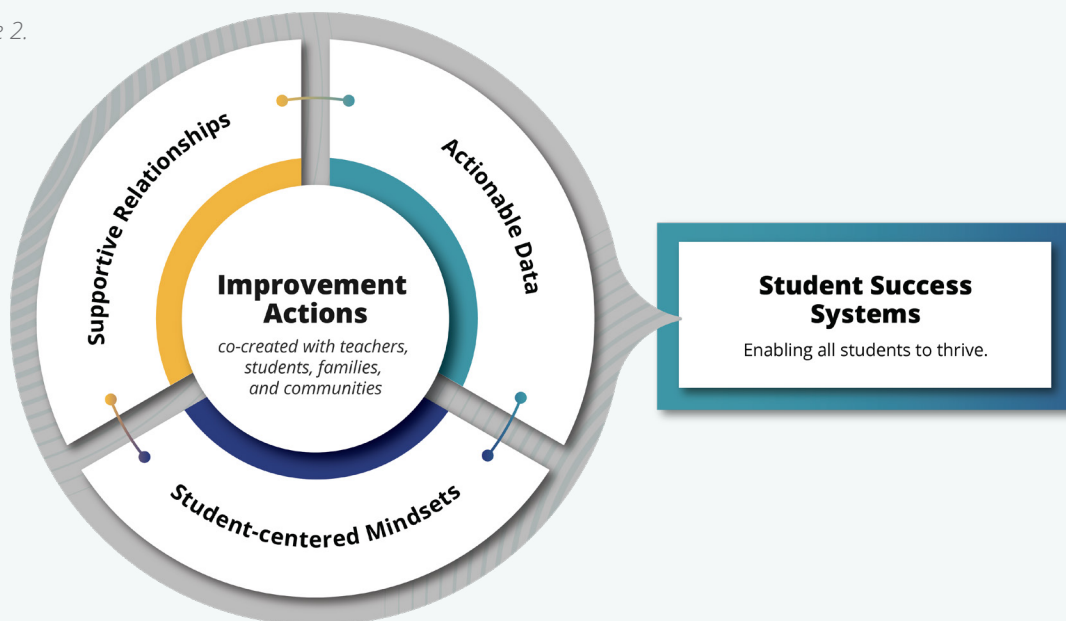 2.
Supportive Relationships
Actionable Data
Improvement
Actions
co-created with teachers,
students, families,
and communities
Student-centered Mindsets
Student Success
Systems
Enabling all students to thrive.